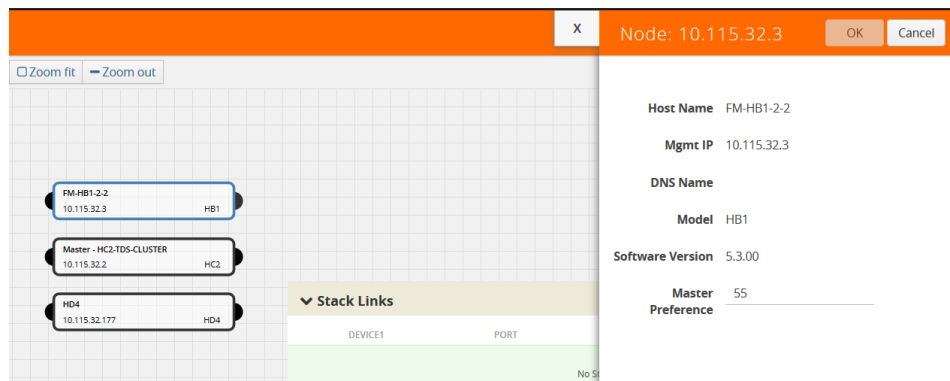 X
Node: 10.115.32.3
OK
Cancel
Zoom fit
Zoom out
Host Name FM-HB1-2-2
Mgmt IP 10.115.32.3
DNS Name
Model HB1
Software Version 5.3.00
Master Preference 55
FM-HB1-2-2
10.115.32.3 HB1
Master - HC2-TDS-CLUSTER
10.115.32.2 HC2
HD4
10.115.32.177 HD4
Stack Links
DEVICE1 PORT
No